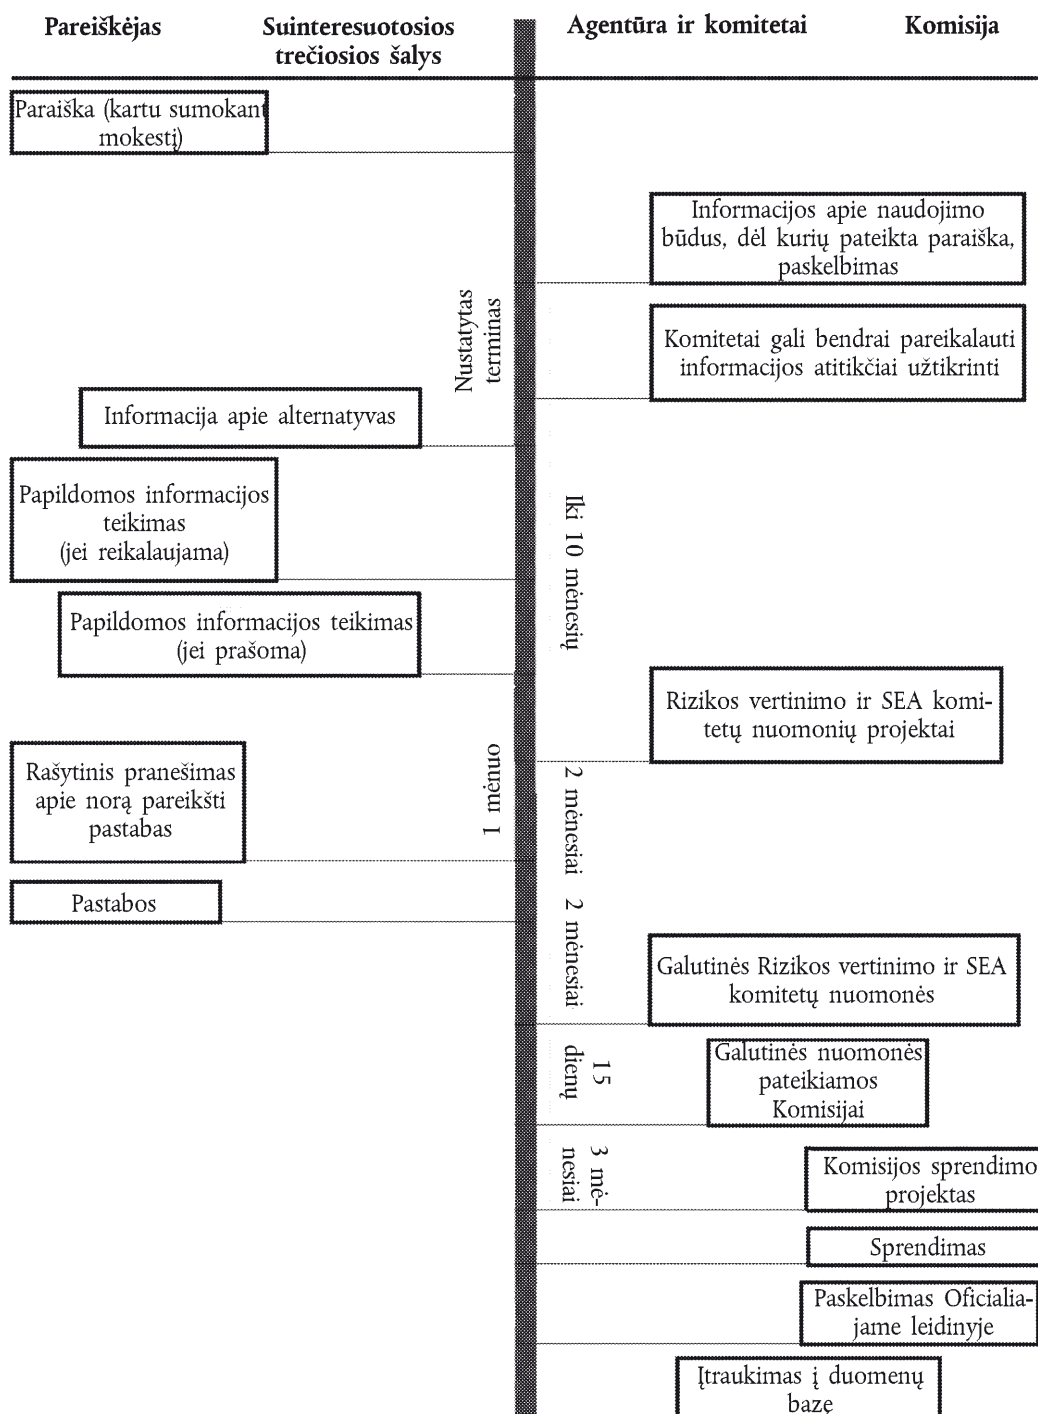 Pareiškėjas
Suinteresuotosios
trečiosios šalys
Agentūra ir komitetai
Komisija
Paraiška (kartu sumokant
mokestį)
Informacijos apie naudojimo
būdus, dėl kurių pateikta paraiška,
paskelbimas
Nustatytas
terminas
Komitetai gali bendrai pareikalauti
informacijos atitikčiai užtikrinti
Informacija apie alternatyvas
Papildomos informacijos
teikimas
(jei reikalaujama)
Iki 10 mėnesių
Papildomos informacijos teikimas
(jei prašoma)
Rizikos vertinimo ir SEA komi-
tetų nuomonių projektai
Rašytinis pranešimas
apie norą pareikšti
pastabas
1 mėnuo
2 mėnesiai
Pastabos
2 mėnesiai
Galutinės Rizikos vertinimo ir SEA
komitetų nuomonės
15
dienų
Galutinės nuomonės
pateikiamos
Komisijai
3 mė-
nesiai
Komisijos sprendimo
projektas
Sprendimas
Paskelbimas Oficialia-
jame leidinyje
Įtraukimas į duomenų
bazę